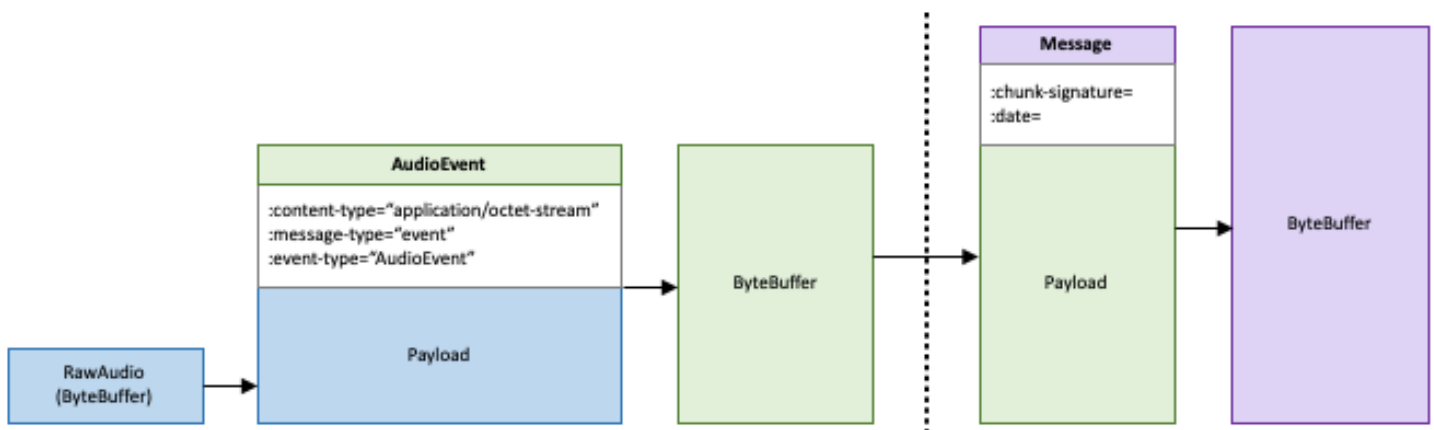 RawAudio
(ByteBuffer)
AudioEvent
:content-type=“application/octet-stream”
:message-type=“event”
:event-type=“AudioEvent”
Payload
ByteBuffer
Message
:chunk-signature=
:date=
Payload
ByteBuffer